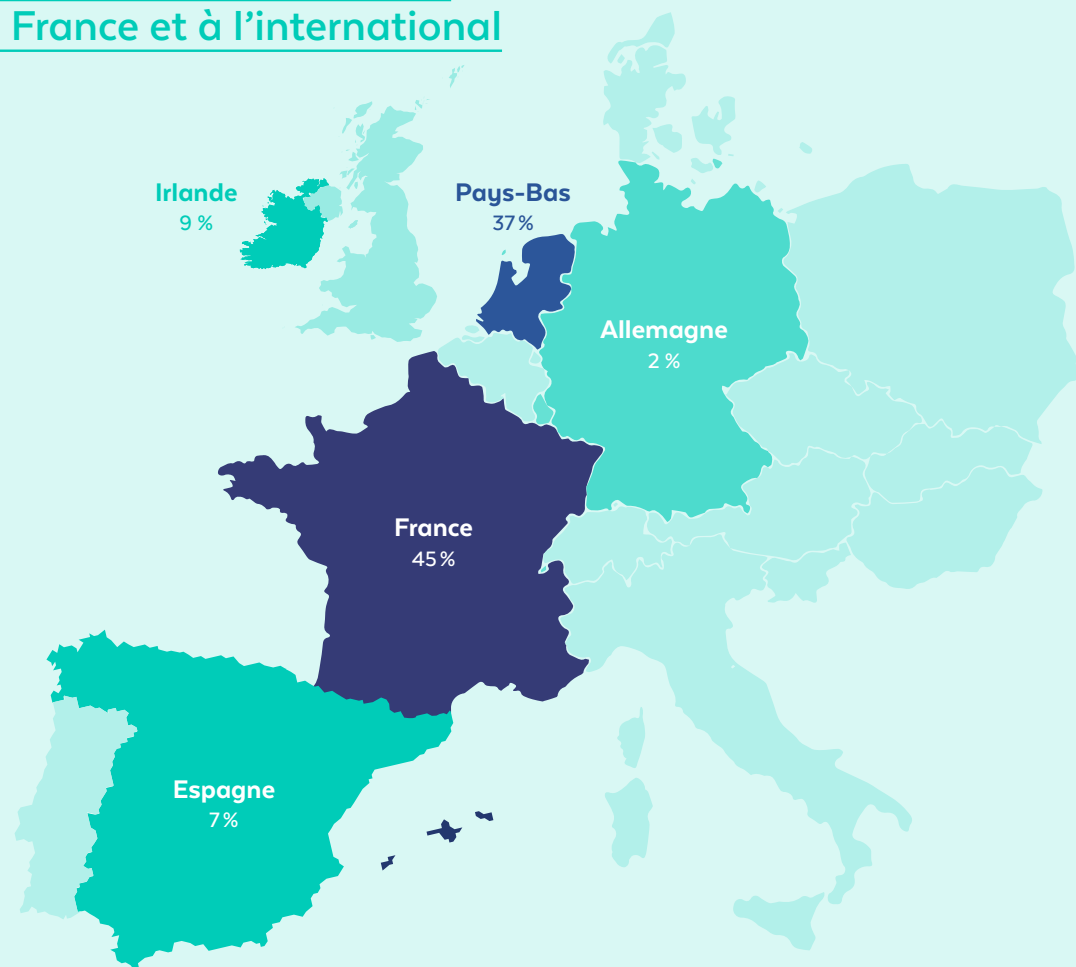 France et à l’international
Irlande
9 %
Pays-Bas
37%
Allemagne
2 %
France
45%
Espagne
7%